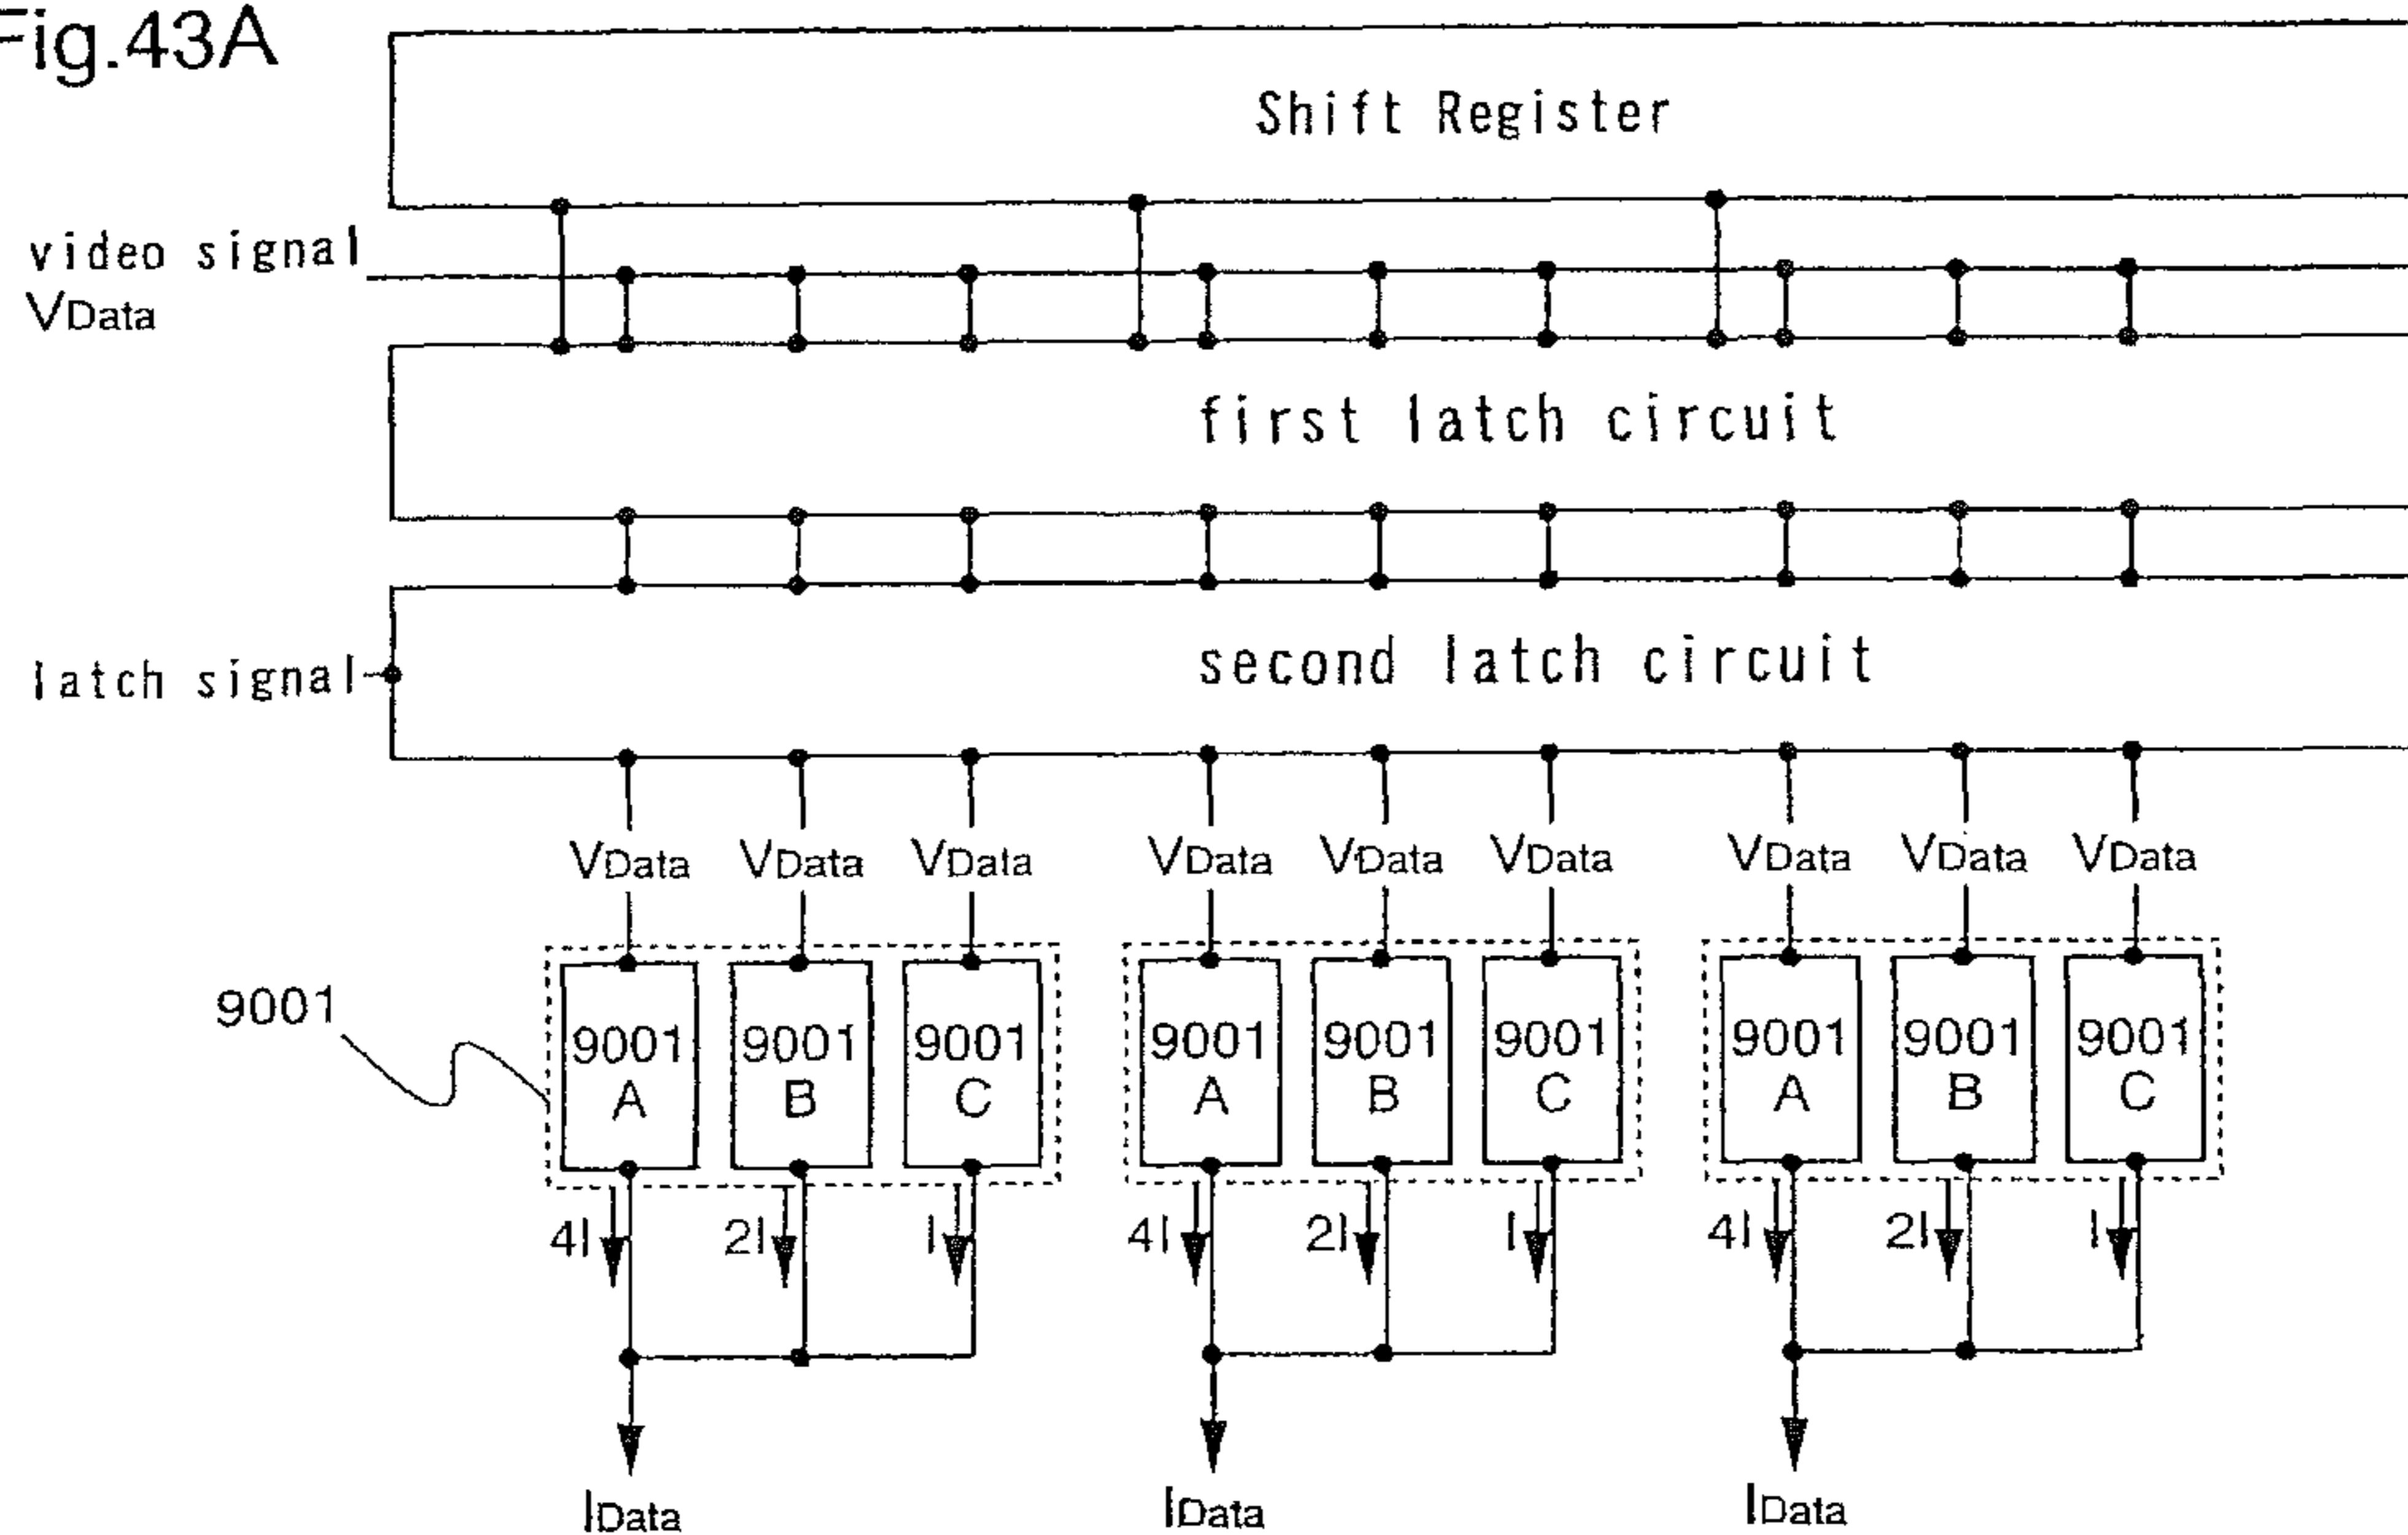 Fig.43A
Shift Register
video signal
VData
first latch circuit
latch signal
second latch circuit
VData VData VData VData VData VData VData VData VData
9001
9001 9001 9001 9001 9001 9001 9001 9001 9001
A B C A B C A B C
4I 2I I 4I 2I I 4I 2I I
IData IData IData